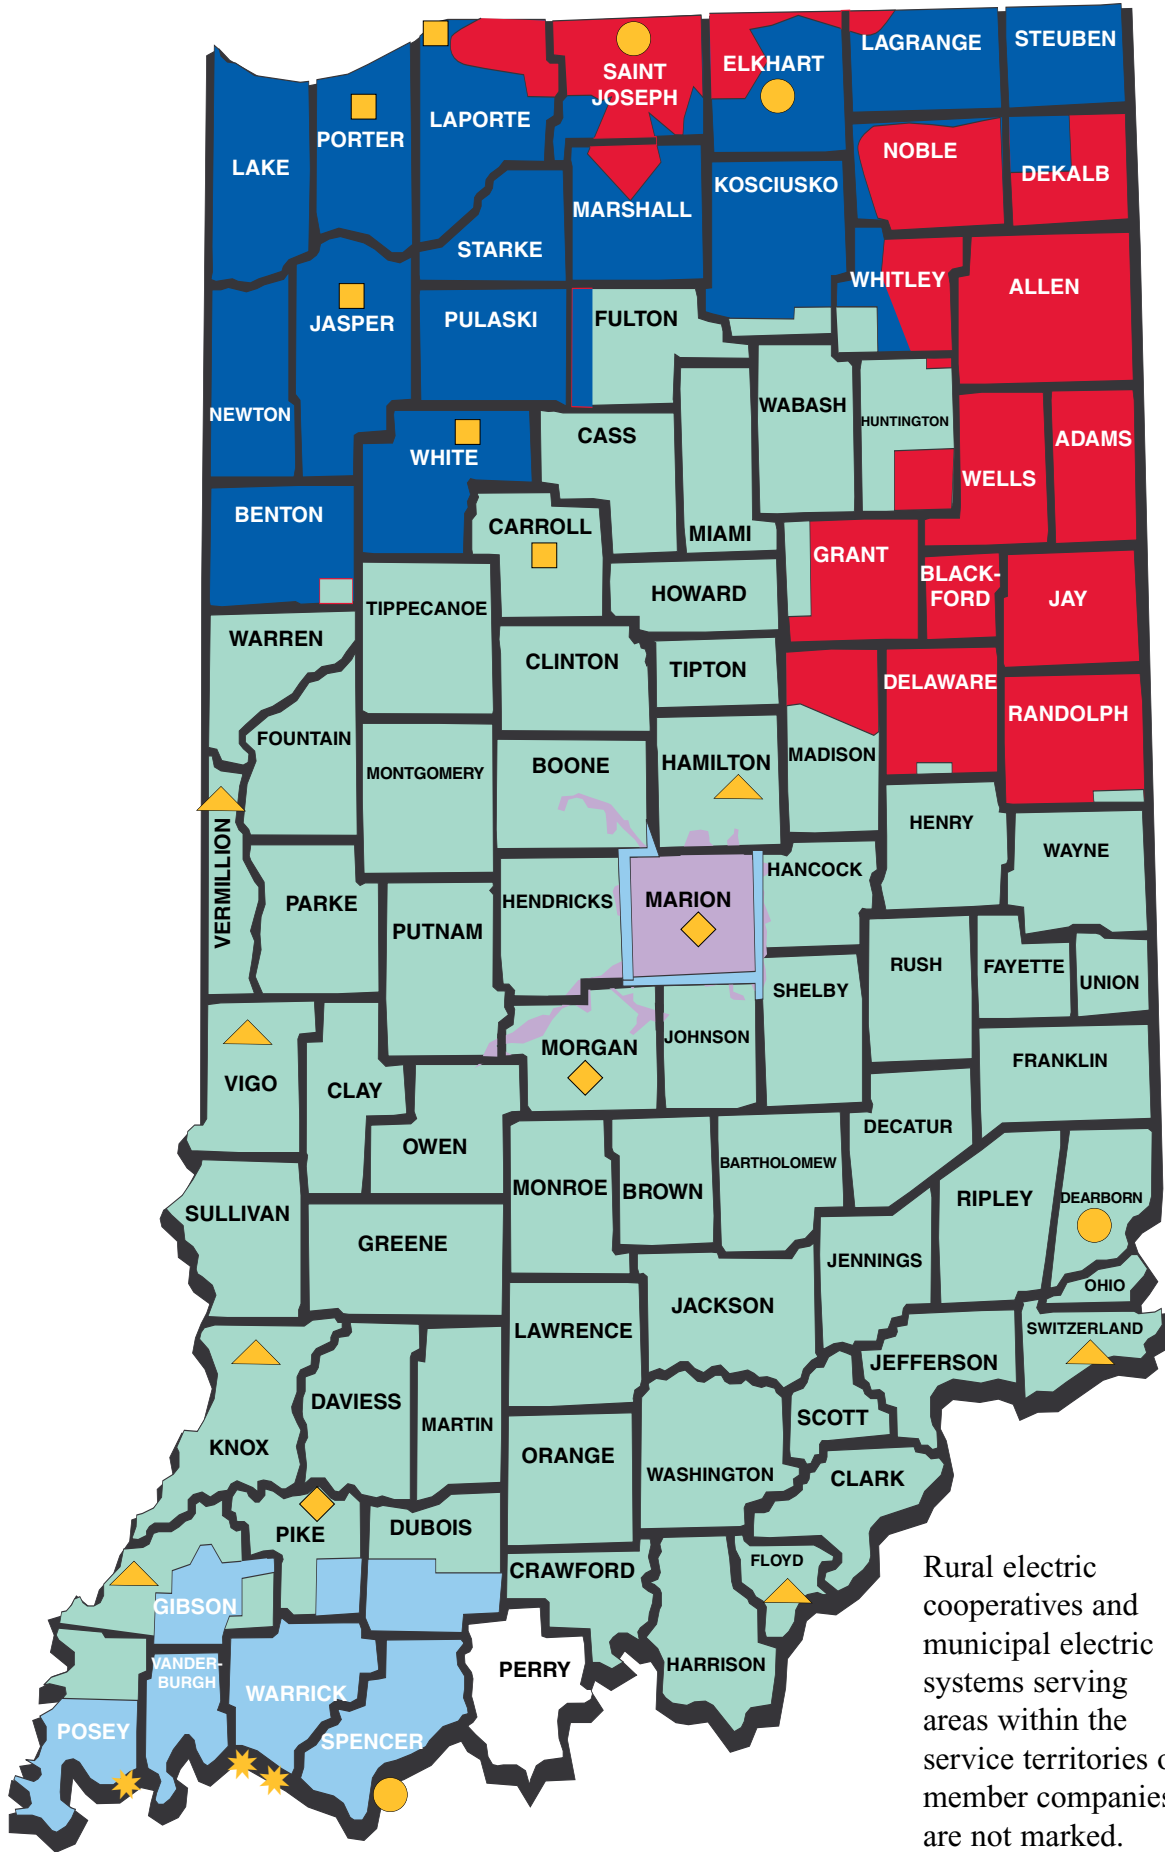 LAGRANGE
STEUBEN
ELKHART
SAINT
JOSEPH
LAPORTE
PORTER
LAKE
NOBLE
DEKALB
KOSCIUSKO
MARSHALL
STARKE
WHITLEY
ALLEN
JASPER
PULASKI
FULTON
NEWTON
WABASH
HUNTINGTON
CASS
ADAMS
WHITE
WELLS
BENTON
CARROLL
MIAMI
GRANT
BLACK-
FORD
JAY
HOWARD
TIPPECANOE
WARREN
CLINTON
TIPTON
DELAWARE
RANDOLPH
FOUNTAIN
MONTGOMERY
BOONE
HAMILTON
MADISON
HENRY
WAYNE
VERMILLION
PARKE
PUTNAM
HENDRICKS
MARION
HANCOCK
RUSH
FAYETTE
UNION
SHELBY
JOHNSON
MORGAN
FRANKLIN
VIGO
CLAY
OWEN
DECATUR
MONROE
BROWN
BARTHOLOMEW
RIPLEY
DEARBORN
SULLIVAN
GREENE
JENNINGS
OHIO
JACKSON
LAWRENCE
SWITZERLAND
JEFFERSON
DAVIESS
MARTIN
SCOTT
KNOX
ORANGE
WASHINGTON
CLARK
PIKE
DUBOIS
FLOYD
CRAWFORD
GIBSON
HARRISON
PERRY
VANDER-
BURGH
WARRICK
POSEY
SPENCER
Rural electric
cooperatives and
municipal electric
systems serving
areas within the
service territories o
member companies
are not marked.